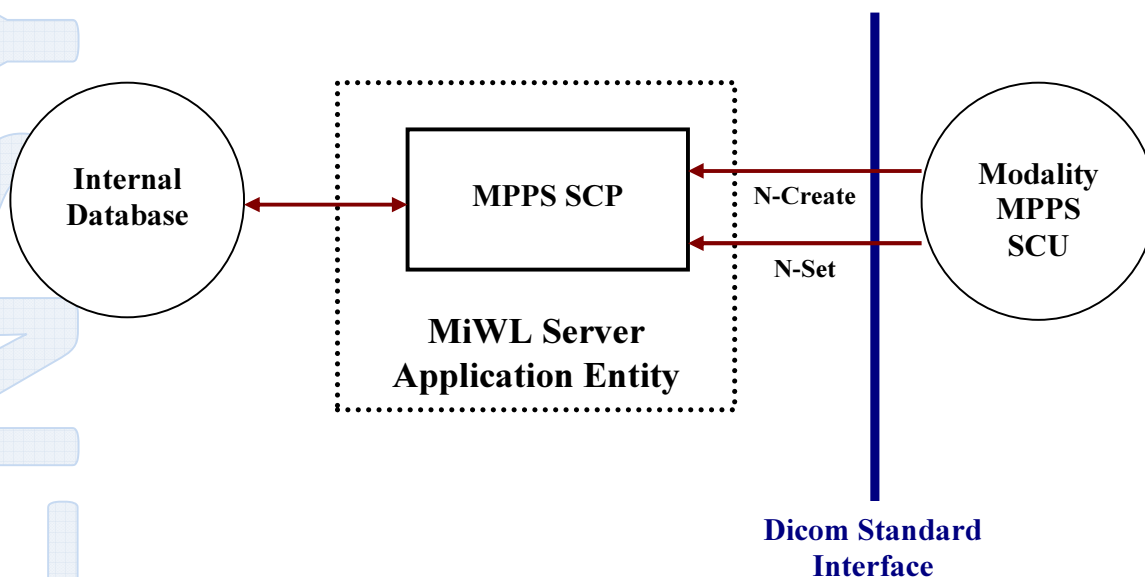 Internal
Database
MPPS SCP
N-Create
N-Set
Modality
MPPS
SCU
MiWL Server
Application Entity
Dicom Standard
Interface